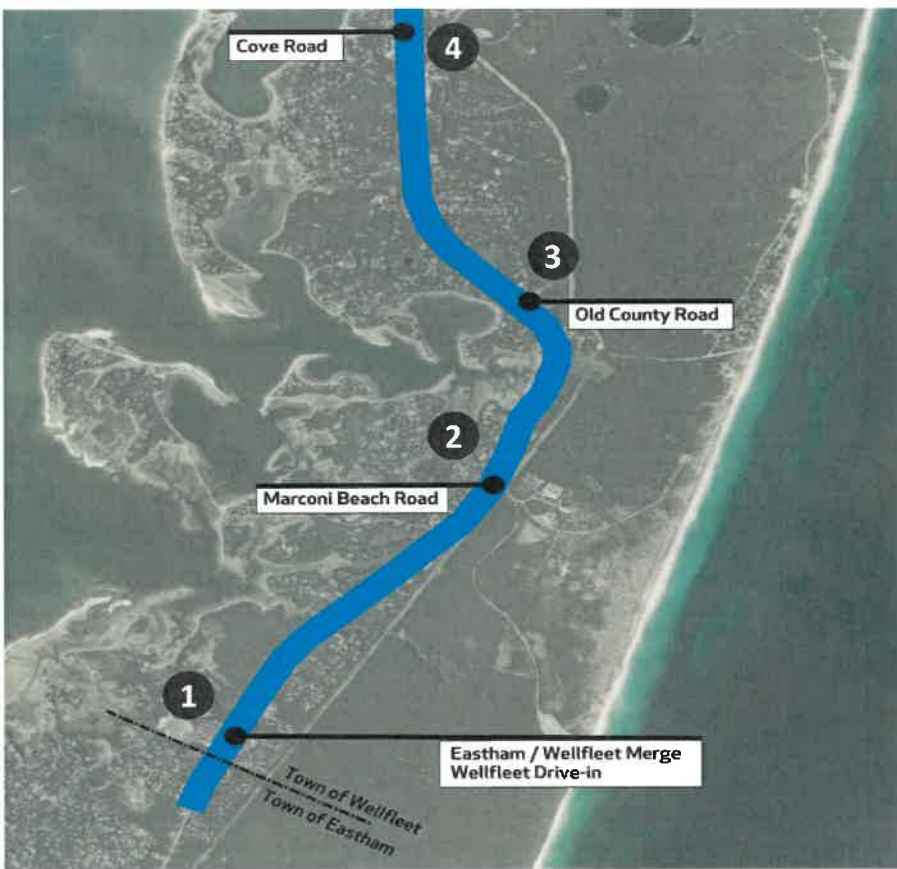 Cove Road
4
3
Old County Road
2
Marconi Beach Road
1
Eastham / Wellfleet Merge
Wellfleet Drive-in
Town of Wellfleet
Town of Eastham